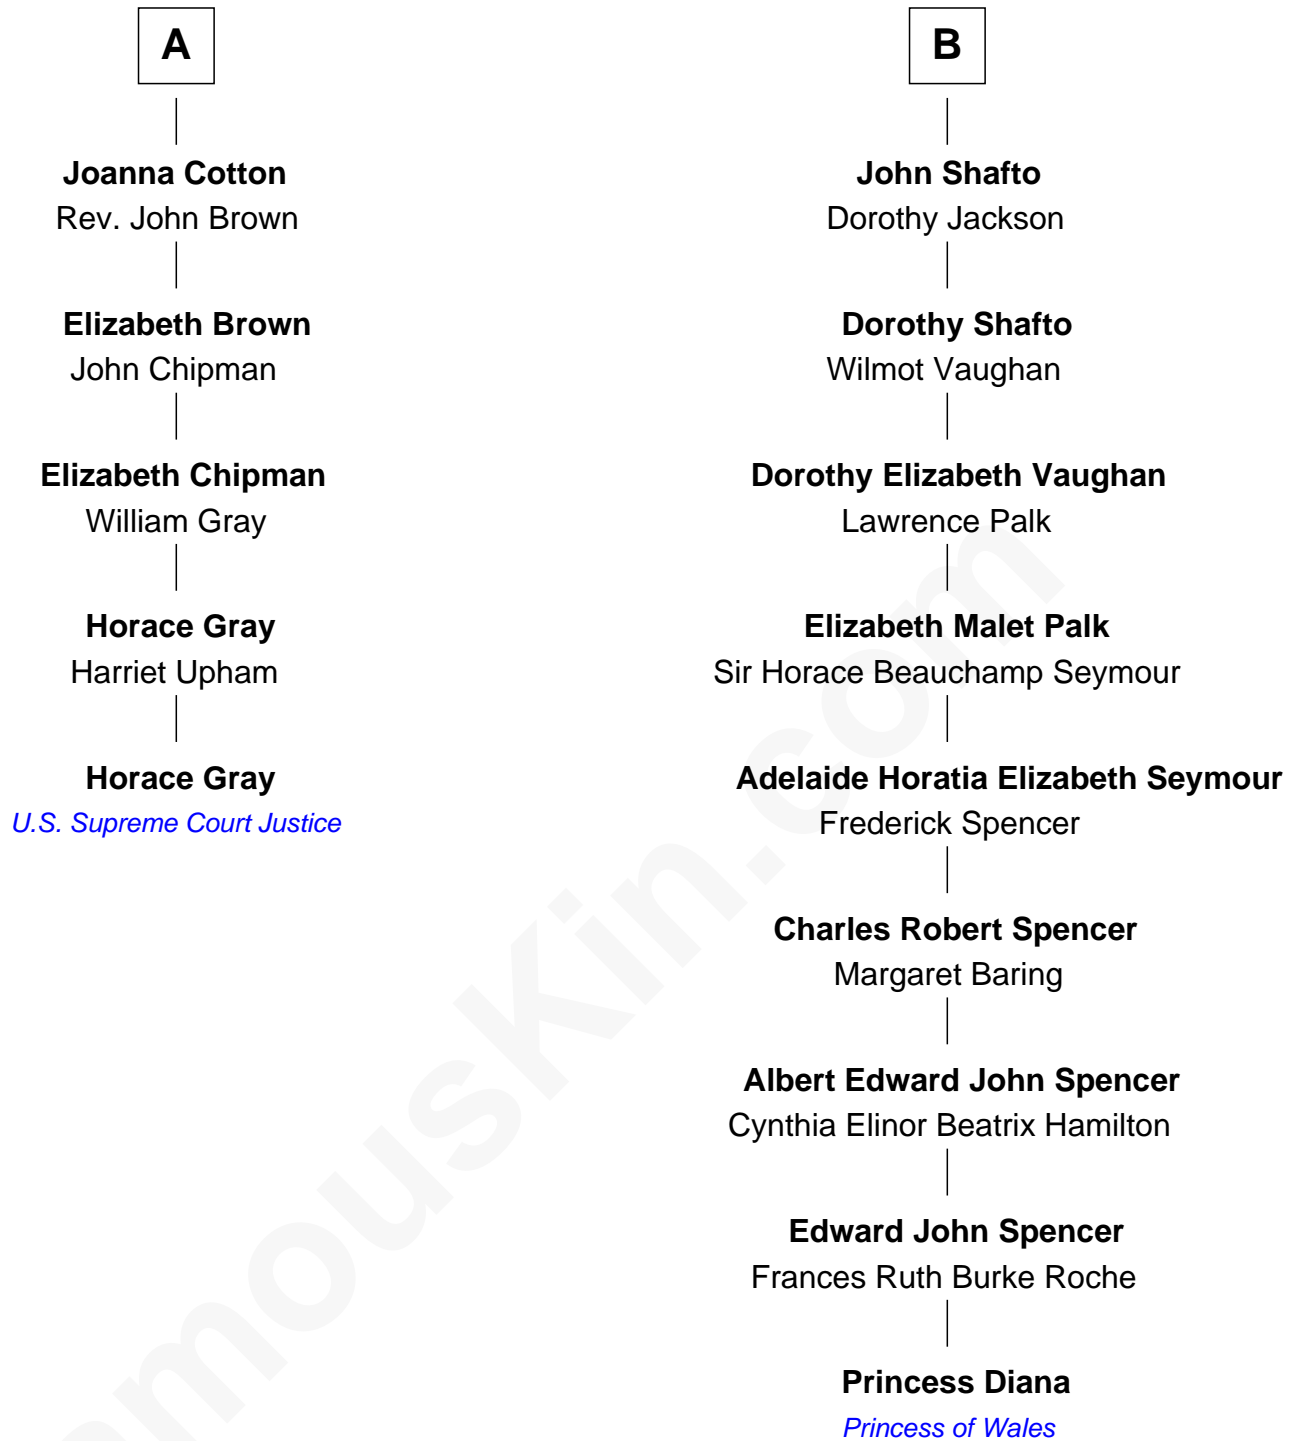 A
Joanna Cotton
Rev. John Brown
Elizabeth Brown
John Chipman
Elizabeth Chipman
William Gray
Horace Gray
Harriet Upham
Horace Gray
U.S. Supreme Court Justice
B
John Shafto
Dorothy Jackson
Dorothy Shafto
Wilmot Vaughan
Dorothy Elizabeth Vaughan
Lawrence Palk
Elizabeth Malet Palk
Sir Horace Beauchamp Seymour
Adelaide Horatia Elizabeth Seymour
Frederick Spencer
Charles Robert Spencer
Margaret Baring
Albert Edward John Spencer
Cynthia Elinor Beatrix Hamilton
Edward John Spencer
Frances Ruth Burke Roche
Princess Diana
Princess of Wales
amousKin.com